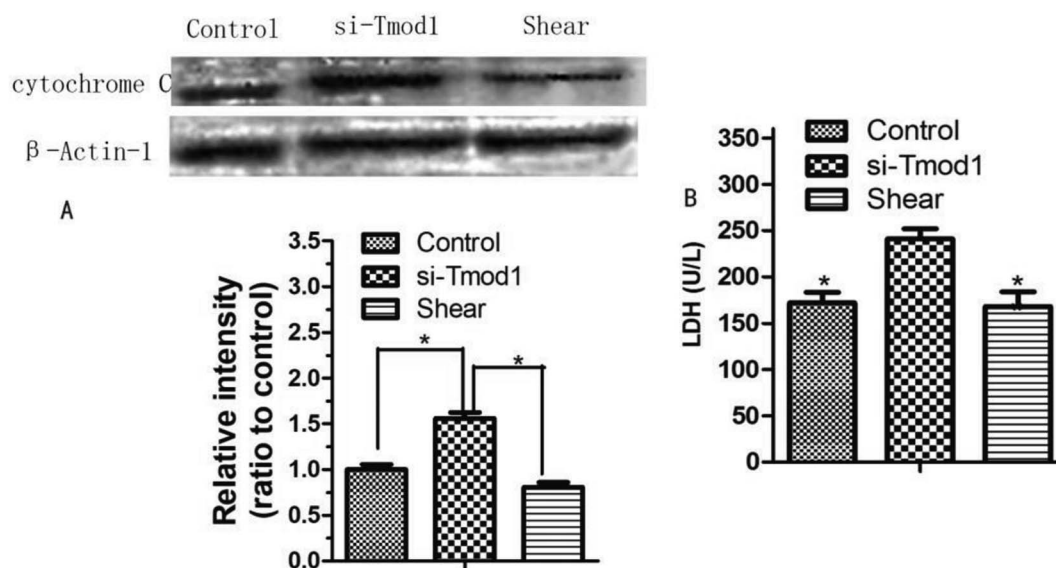 Control si-Tmod1 Shear
cytochrome C
β-Actin-1
A
Relative intensity
(ratio to control)
3.5
3.0
2.5
2.0
1.5
1.0
0.5
0.0
Control
si-Tmod1
Shear
*
*
B
LDH (U/L)
350
300
250
200
150
100
50
0
Control
si-Tmod1
Shear
*
*